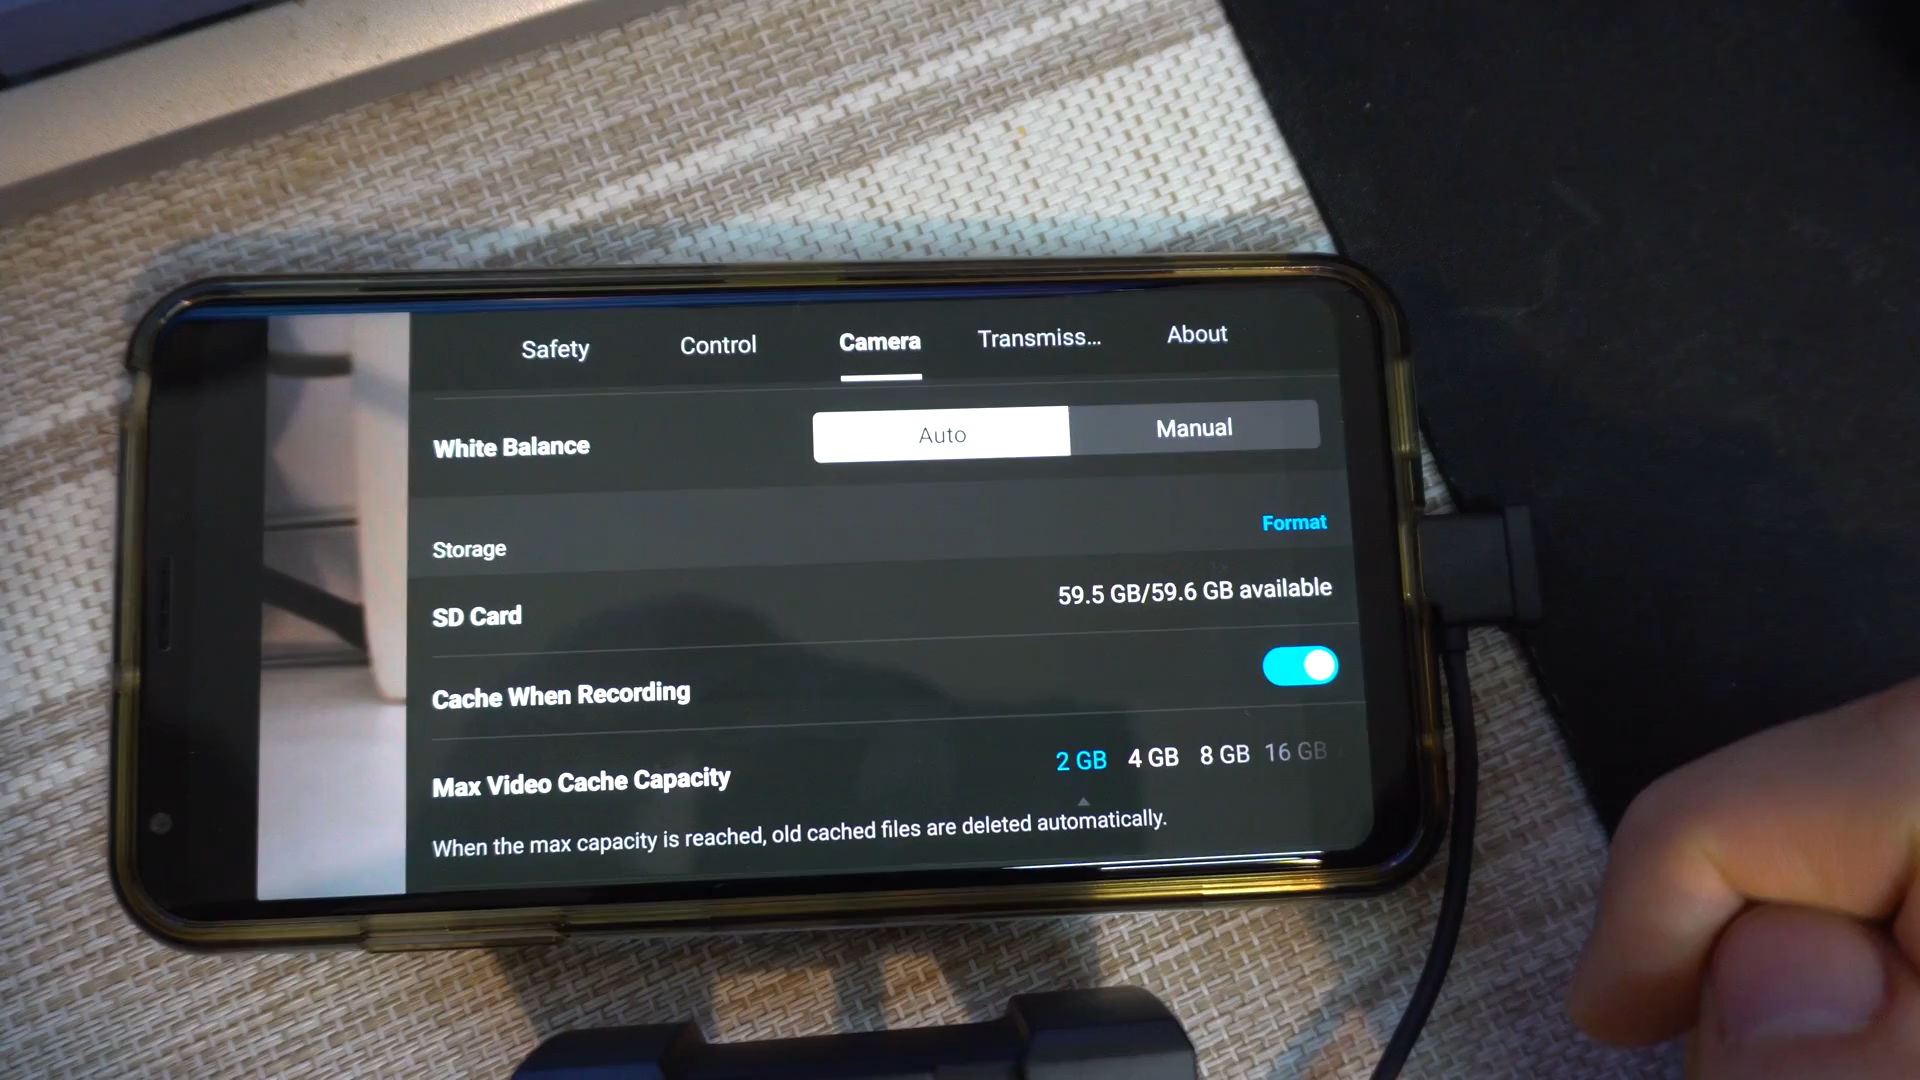 Safety Control Camera Transmiss... About
White Balance Auto Manual
Storage Format
SD Card 59.5 GB/59.6 GB available
Cache When Recording
Max Video Cache Capacity 2 GB 4 GB 8 GB 16 GB
When the max capacity is reached, old cached files are deleted automatically.